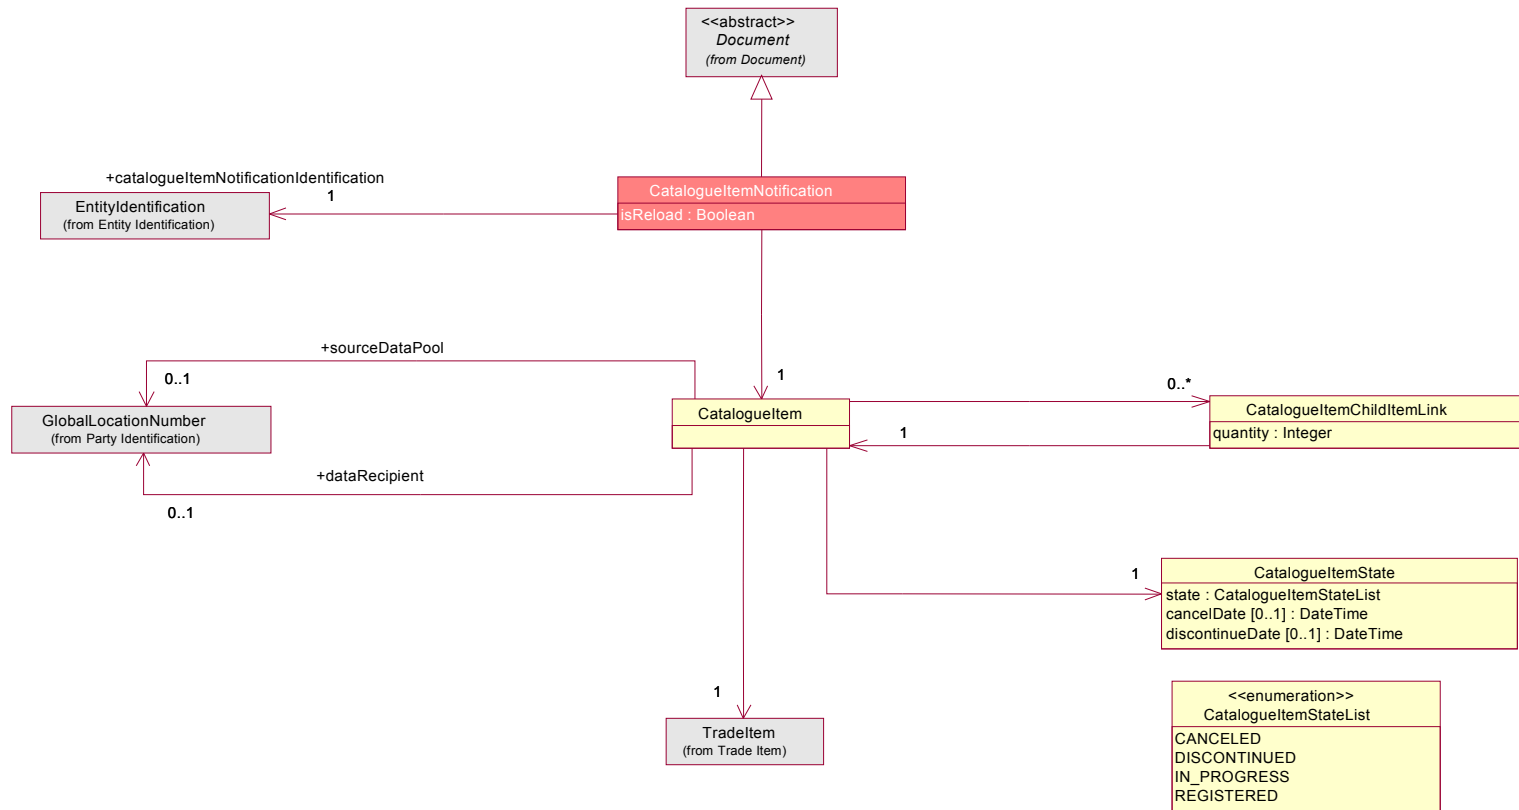 <<abstract>>
Document
(from Document)
+catalogueItemNotificationIdentification
1
EntityIdentification
(from Entity Identification)
CatalogueItemNotification
isReload : Boolean
+sourceDataPool
0..1
1
0..*
GlobalLocationNumber
(from Party Identification)
CatalogueItem
CatalogueItemChildItemLink
quantity : Integer
1
+dataRecipient
0..1
1
CatalogueItemState
state : CatalogueItemStateList
cancelDate [0..1] : DateTime
discontinueDate [0..1] : DateTime
1
TradeItem
(from Trade Item)
<<enumeration>>
CatalogueItemStateList
CANCELED
DISCONTINUED
IN_PROGRESS
REGISTERED